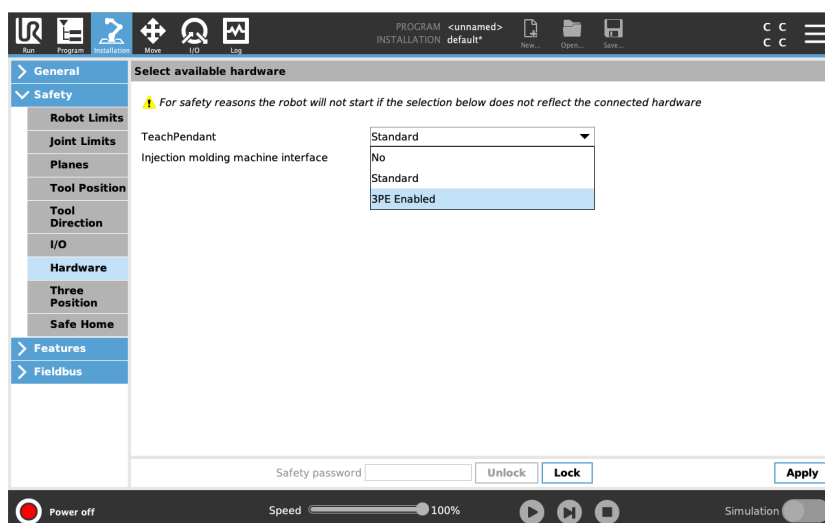 UR
PROGRAM <unnamed>
INSTALLATION default*
C C
C C
Run Program Installation Move I/O Log New... Open... Save...
General
Safety
Robot Limits
Joint Limits
Planes
Tool Position
Tool
Direction
I/O
Hardware
Three
Position
Safe Home
Features
Fieldbus
Select available hardware
For safety reasons the robot will not start if the selection below does not reflect the connected hardware
TeachPendant Standard
No
Injection molding machine interface
Standard
3PE Enabled
Safety password Unlock Lock Apply
Power off Speed 100% Simulation